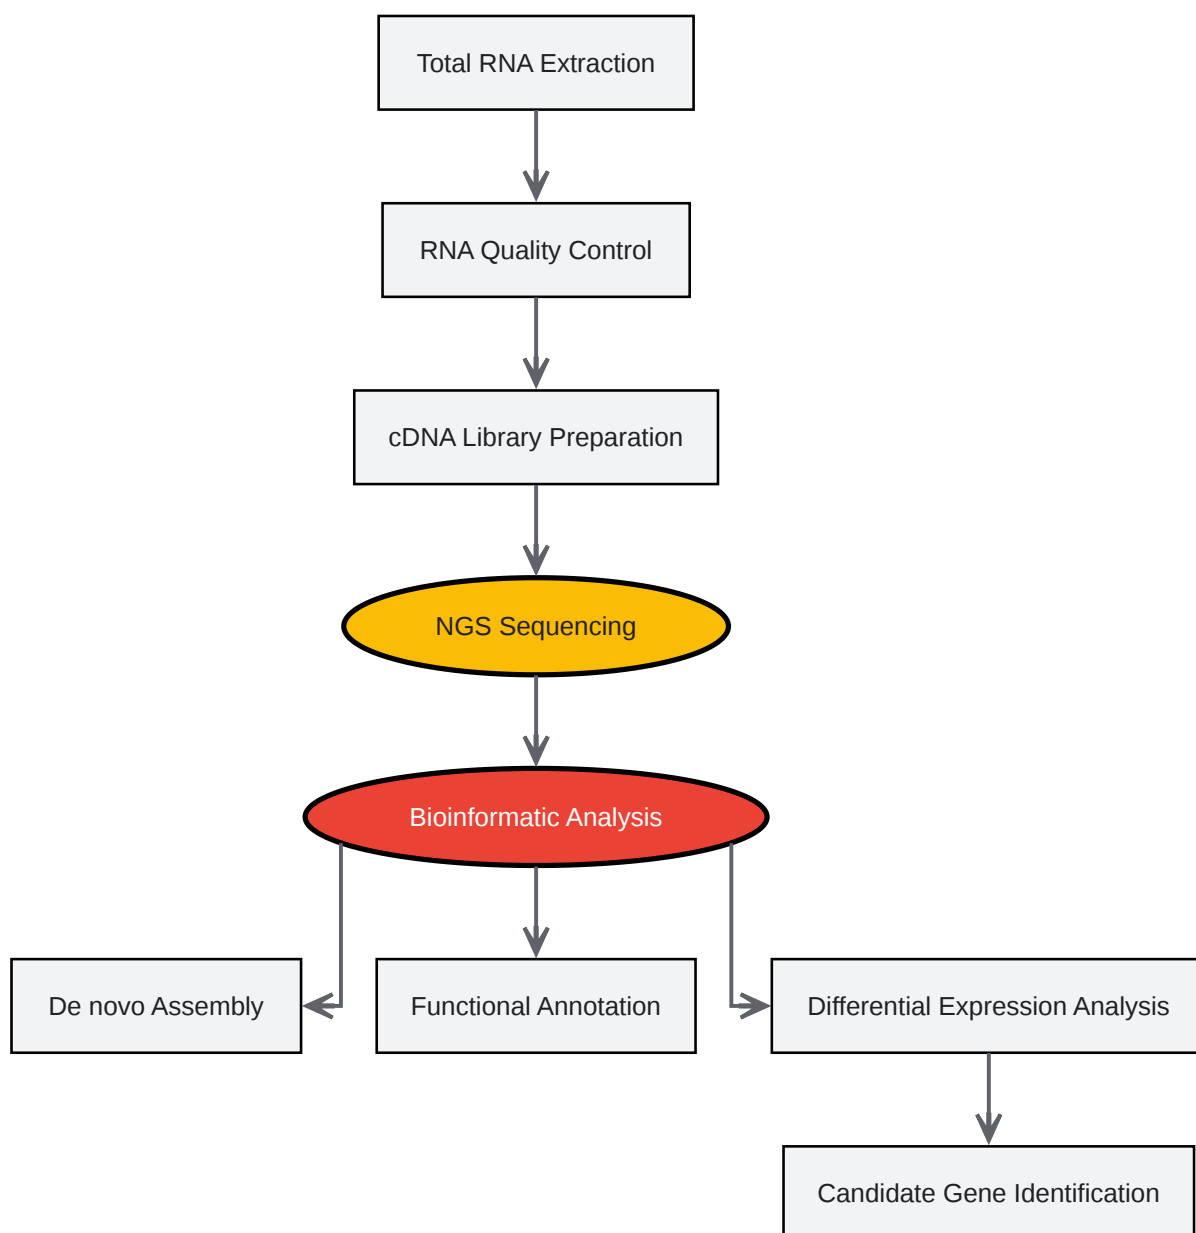 Total RNA Extraction
RNA Quality Control
cDNA Library Preparation
NGS Sequencing
Bioinformatic Analysis
De novo Assembly
Functional Annotation
Differential Expression Analysis
Candidate Gene Identification